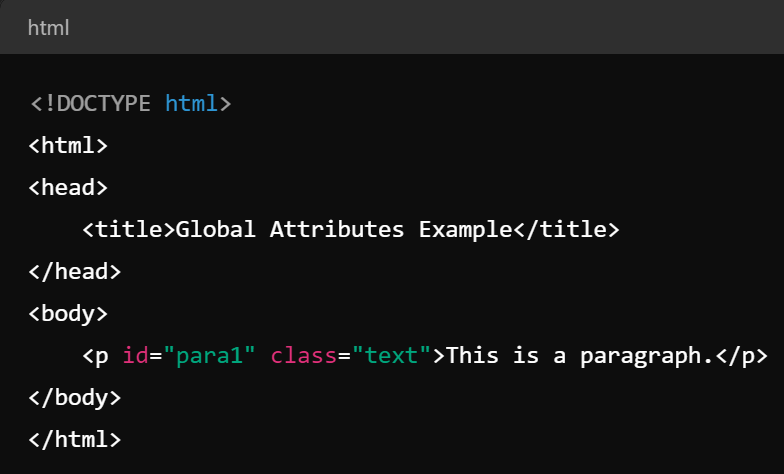 html
<!DOCTYPE html>
<html>
<head>
    <title>Global Attributes Example</title>
</head>
<body>
    <p id="para1" class="text">This is a paragraph.</p>
</body>
</html>